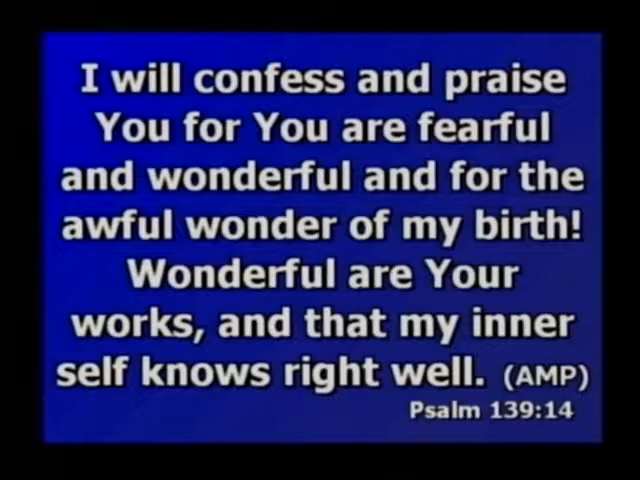 I will confess and praise
You for You are fearful
and wonderful and for the
awful wonder of my birth!
Wonderful are Your
works, and that my inner
self knows right well. (AMP)
Psalm 139:14